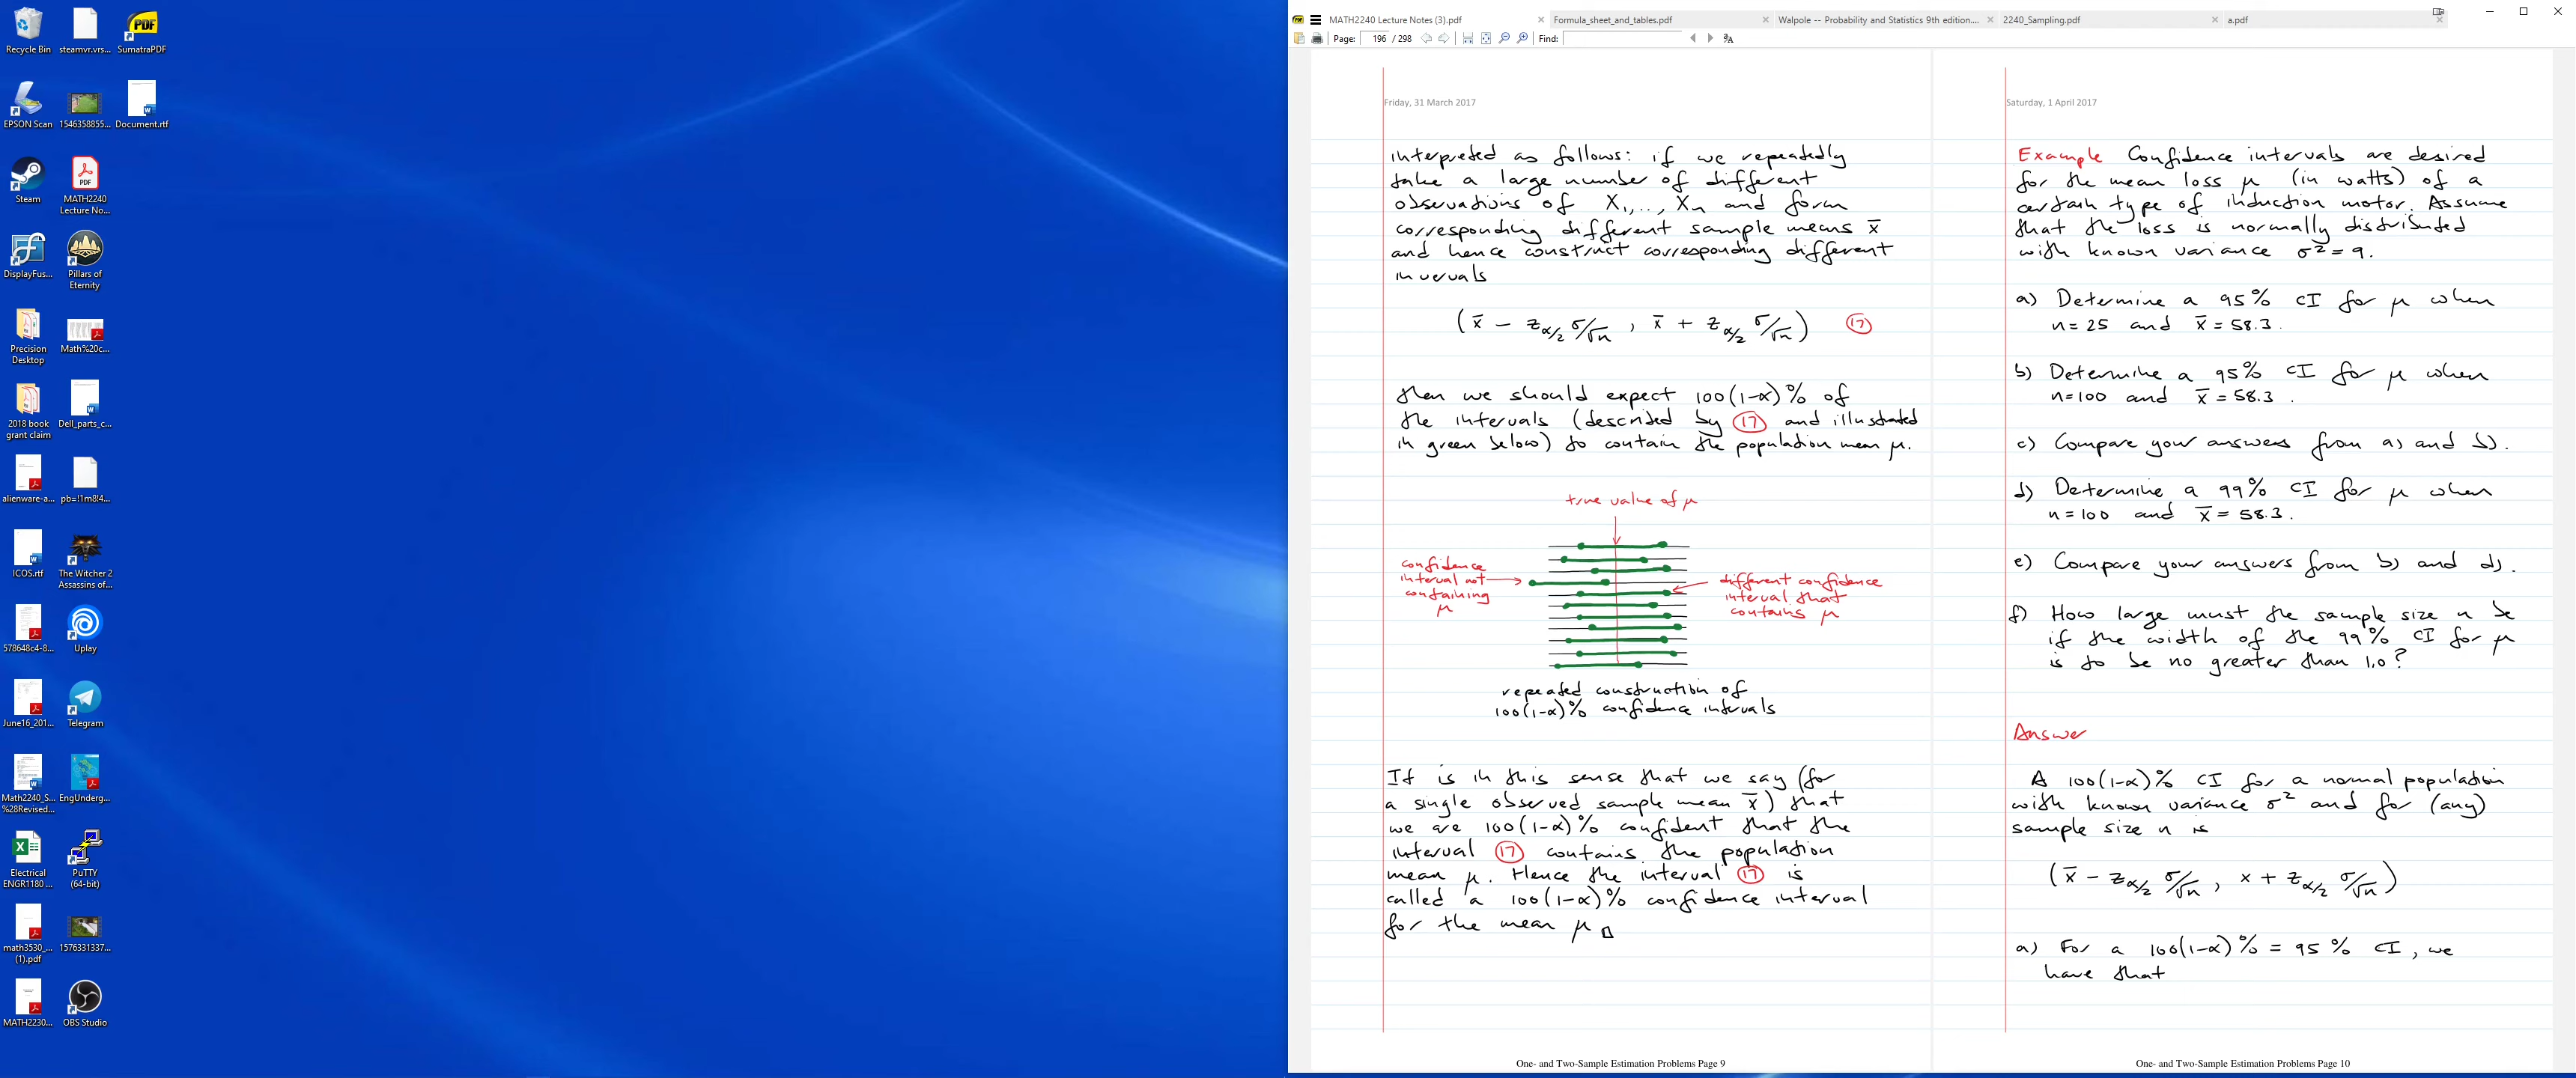 Recycle Bin
steamvr.vrs...
SumatraPDF
EPSON Scan
1546358855...
Document.rtf
Steam
MATH2240
Lecture No...
DisplayFus...
Pillars of
Eternity
Precision
Desktop
Math%20c...
2018 book
grant claim
Dell_parts_c...
alienware-a...
pb=!1m8!4...
ICOS.rtf
The Witcher 2
Assassins of...
578648c4-8...
Uplay
June16_201...
Telegram
Math2240_S...
%28Revised...
EngUnderg...
Electrical
ENGR1180 ...
PuTTY
(64-bit)
math3530_...
(1).pdf
1576331337...
MATH2230...
OBS Studio
MATH2240 Lecture Notes (3).pdf
Formula_sheet_and_tables.pdf
Walpole -- Probability and Statistics 9th edition....
2240_Sampling.pdf
a.pdf
Page: 196 / 298 Find:
Friday, 31 March 2017
interpreted as follows: if we repeatedly
take a large number of different
observations of X₁,..., Xₙ and form
corresponding different sample means x̄
and hence construct corresponding different
invervals
(x̄ − z_{α/2} σ/√n , x̄ + z_{α/2} σ/√n) (17)
then we should expect 100(1-α)% of
the intervals (described by (17) and illustrated
in green below) to contain the population mean μ.
true value of μ
confidence
interval not
containing
μ
different confidence
interval that
contains μ
repeated construction of
100(1-α)% confidence intervals
It is in this sense that we say (for
a single observed sample mean x̄) that
we are 100(1-α)% confident that the
interval (17) contains the population
mean μ. Hence the interval (17) is
called a 100(1-α)% confidence interval
for the mean μ
One- and Two-Sample Estimation Problems Page 9
Saturday, 1 April 2017
Example Confidence intervals are desired
for the mean loss μ (in watts) of a
certain type of induction motor. Assume
that the loss is normally distributed
with known variance σ² = 9.
a) Determine a 95% CI for μ when
n=25 and x̄ = 58.3.
b) Determine a 95% CI for μ when
n=100 and x̄ = 58.3.
c) Compare your answers from a) and b).
d) Determine a 99% CI for μ when
n = 100 and x̄ = 58.3.
e) Compare your answers from b) and d).
f) How large must the sample size n be
if the width of the 99% CI for μ
is to be no greater than 1.0?
Answer
A 100(1-α)% CI for a normal population
with known variance σ² and for (any)
sample size n is
(x̄ − z_{α/2} σ/√n , x + z_{α/2} σ/√n)
a) For a 100(1-α)% = 95% CI, we
have that
One- and Two-Sample Estimation Problems Page 10